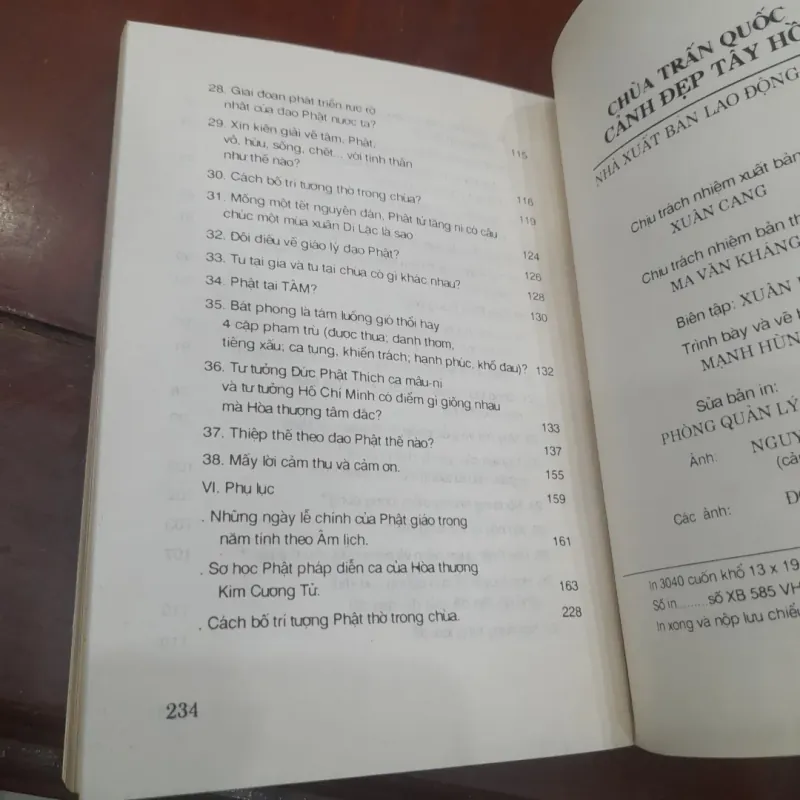 28. Giai đoạn phát triển rực rỡ
nhất của đạo Phật nước ta?
115
29. Xin kiến giải về tâm, Phật,
vô, hữu, sống, chết... với tinh thần
như thế nào?
116
30. Cách bố trí tượng thờ trong chùa?
119
31. Mồng một tết nguyên đán, Phật tử tăng ni có câu
chúc một mùa xuân Di Lặc là sao
124
32. Đôi điều về giáo lý đạo Phật?
126
33. Tu tại gia và tu tại chùa có gì khác nhau?
128
34. Phật tại TÂM?
130
35. Bát phong là tám luồng gió thổi hay
4 cặp phạm trù (được thua; danh thơm,
tiếng xấu; ca tụng, khiển trách; hạnh phúc, khổ đau)? 132
36. Tư tưởng Đức Phật Thích ca mâu-ni
và tư tưởng Hồ Chí Minh có điểm gì giống nhau
mà Hòa thượng tâm đắc?
133
37. Thiệp thế theo đạo Phật thế nào?
137
38. Mấy lời cảm thụ và cảm ơn.
155
VI. Phụ lục
159
. Những ngày lễ chính của Phật giáo trong
năm tính theo Âm lịch.
161
. Sơ học Phật pháp diễn ca của Hòa thượng
Kim Cương Tử.
163
. Cách bố trí tượng Phật thờ trong chùa.
228
234
CHÙA TRẤN QUỐC
CẢNH ĐẸP TÂY HỒ
NHÀ XUẤT BẢN LAO ĐỘNG
Chịu trách nhiệm xuất bản
XUÂN CANG
Chịu trách nhiệm bản th
MA VĂN KHÁNG
Biên tập: XUÂN
Trình bày và vẽ b
MẠNH HÙN
Sửa bản in:
PHÒNG QUẢN LÝ
Ảnh: NGUY
(cả
Các ảnh: Đ
In 3040 cuốn khổ 13 x 19
Số in.........số XB 585 VH
In xong và nộp lưu chiểu